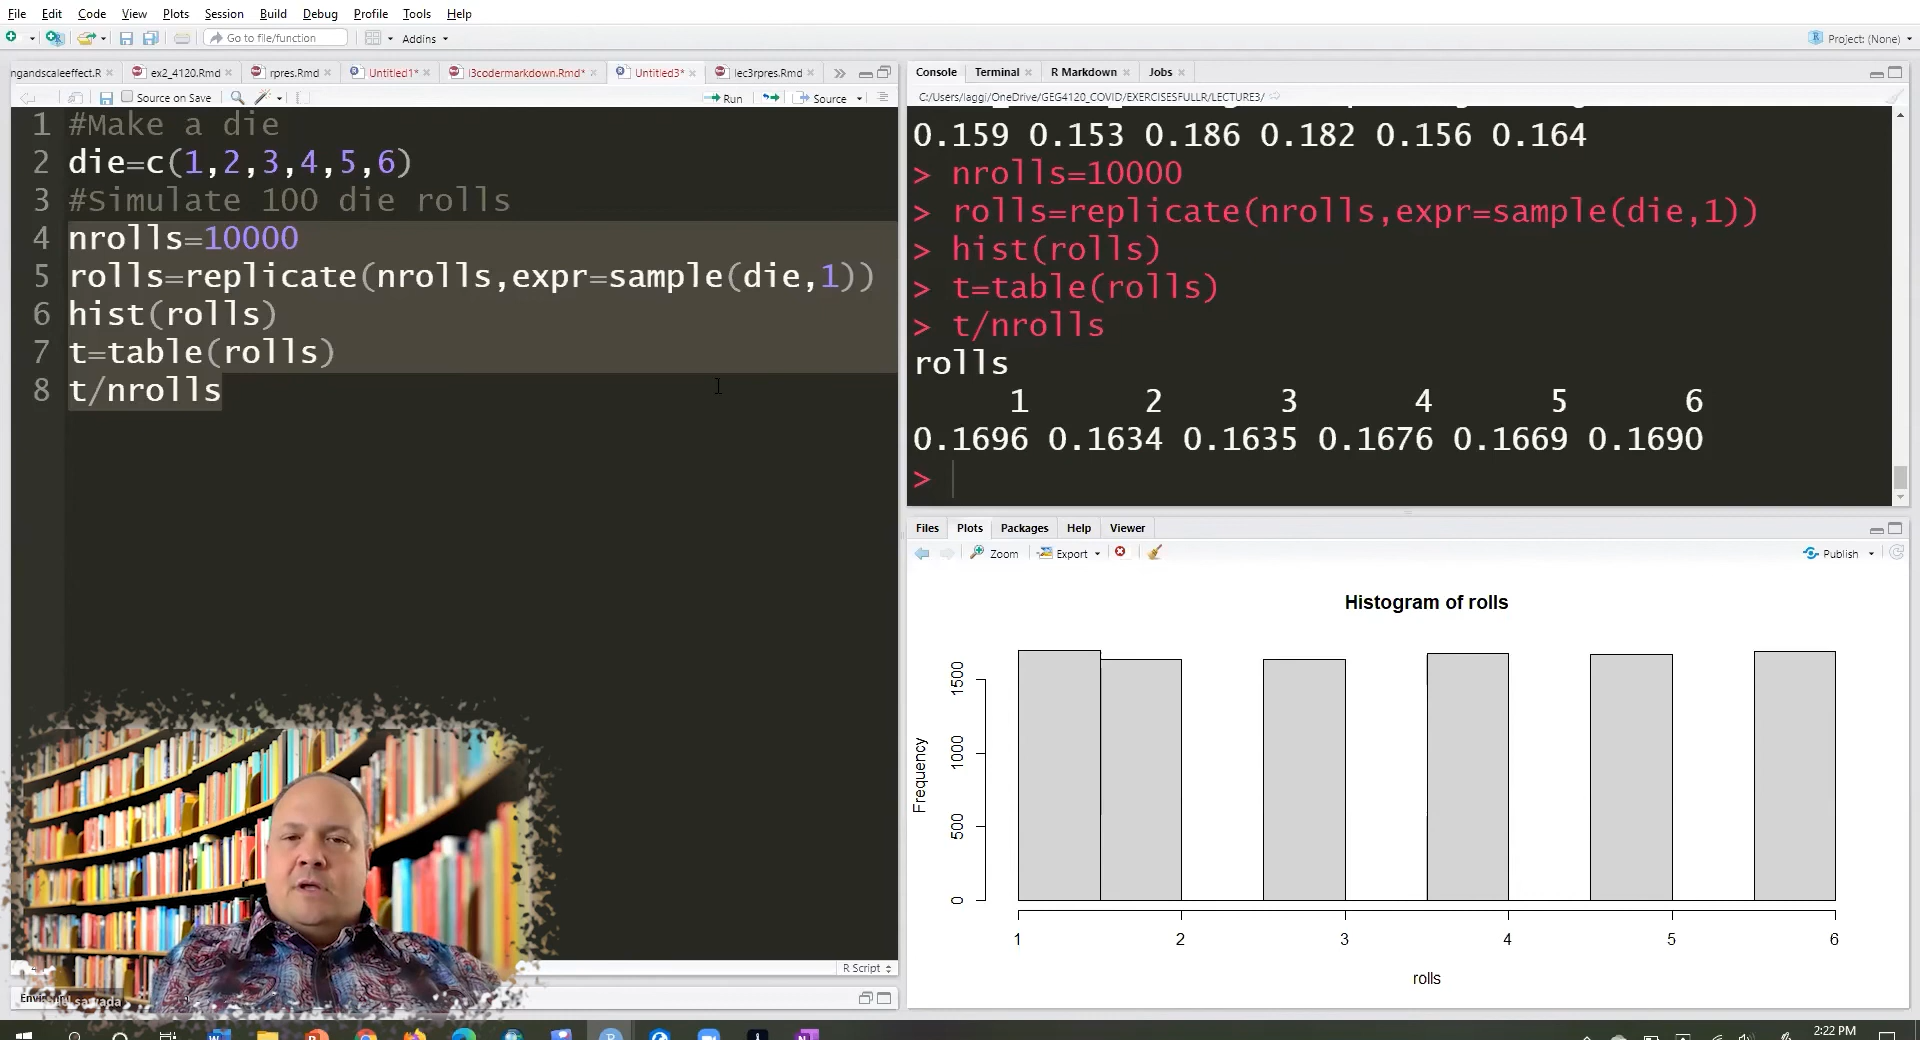 File Edit Code View Plots Session Build Debug Profile Tools Help
Go to file/function Addins Project: (None)
ngandscaleeffect.R ex2_4120.Rmd rpres.Rmd Untitled1* l3codermarkdown.Rmd* Untitled3* lec3rpres.Rmd
Source on Save Run Source
1 #Make a die
2 die=c(1,2,3,4,5,6)
3 #Simulate 100 die rolls
4 nrolls=10000
5 rolls=replicate(nrolls,expr=sample(die,1))
6 hist(rolls)
7 t=table(rolls)
8 t/nrolls
R Script
Console Terminal R Markdown Jobs
C:/Users/laggi/OneDrive/GEG4120_COVID/EXERCISESFULLR/LECTURE3/
0.159 0.153 0.186 0.182 0.156 0.164
> nrolls=10000
> rolls=replicate(nrolls,expr=sample(die,1))
> hist(rolls)
> t=table(rolls)
> t/nrolls
rolls
1 2 3 4 5 6
0.1696 0.1634 0.1635 0.1676 0.1669 0.1690
>
Files Plots Packages Help Viewer
Zoom Export Publish
Histogram of rolls
Frequency
1500
1000
500
0
1 2 3 4 5 6
rolls
2:22 PM